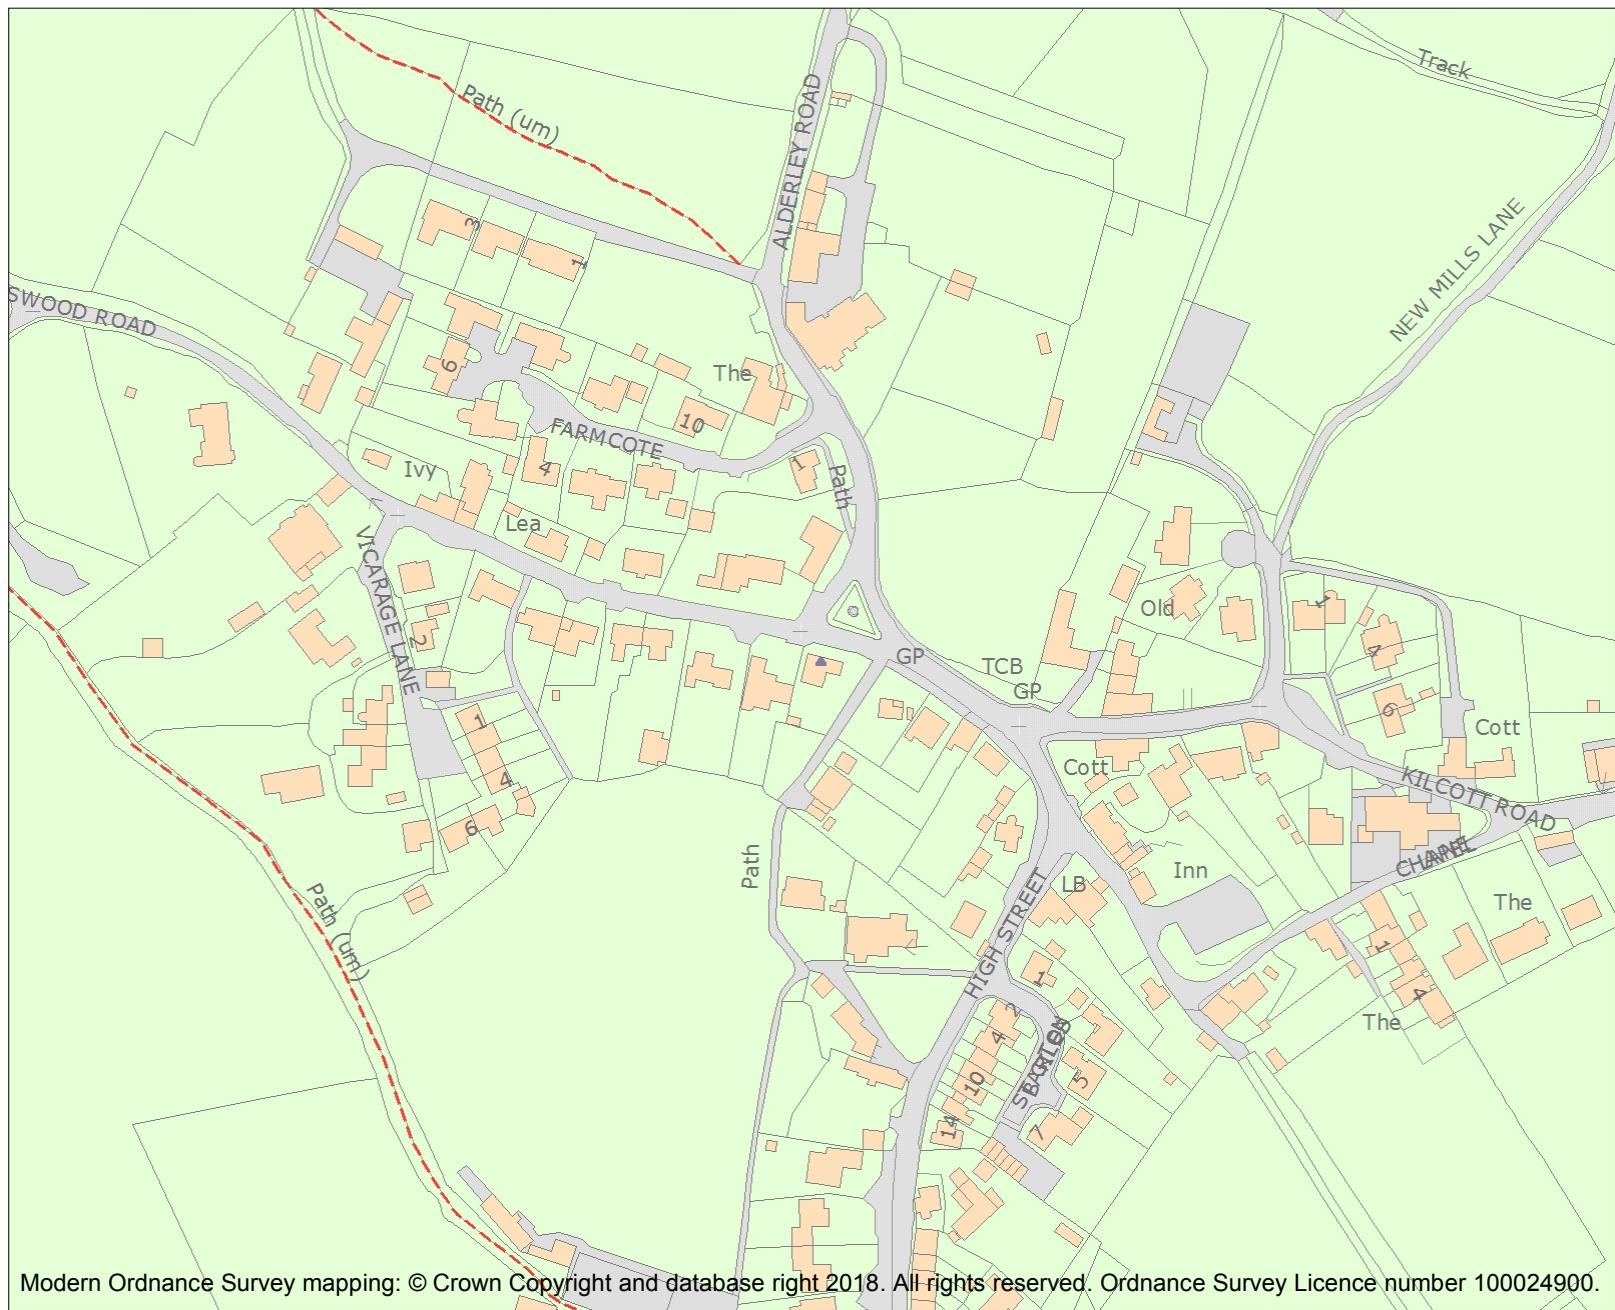 Track
Path (um)
ALDERLEY ROAD
NEW MILLS LANE
3
1
SWOOD ROAD
6
The
10
FARMCOTE
4
1
Path
Ivy
Lea
VICARAGE LANE
2
Old
1
4
6
GP
TCB
GP
Cott
Cott
1
4
6
KILCOTT ROAD
CHAPEL
LANE
Path
Inn
LB
HIGH STREET
The
1
4
The
Path (um)
1
2
4
10
14
5
7
Modern Ordnance Survey mapping: © Crown Copyright and database right 2018. All rights reserved. Ordnance Survey Licence number 100024900.